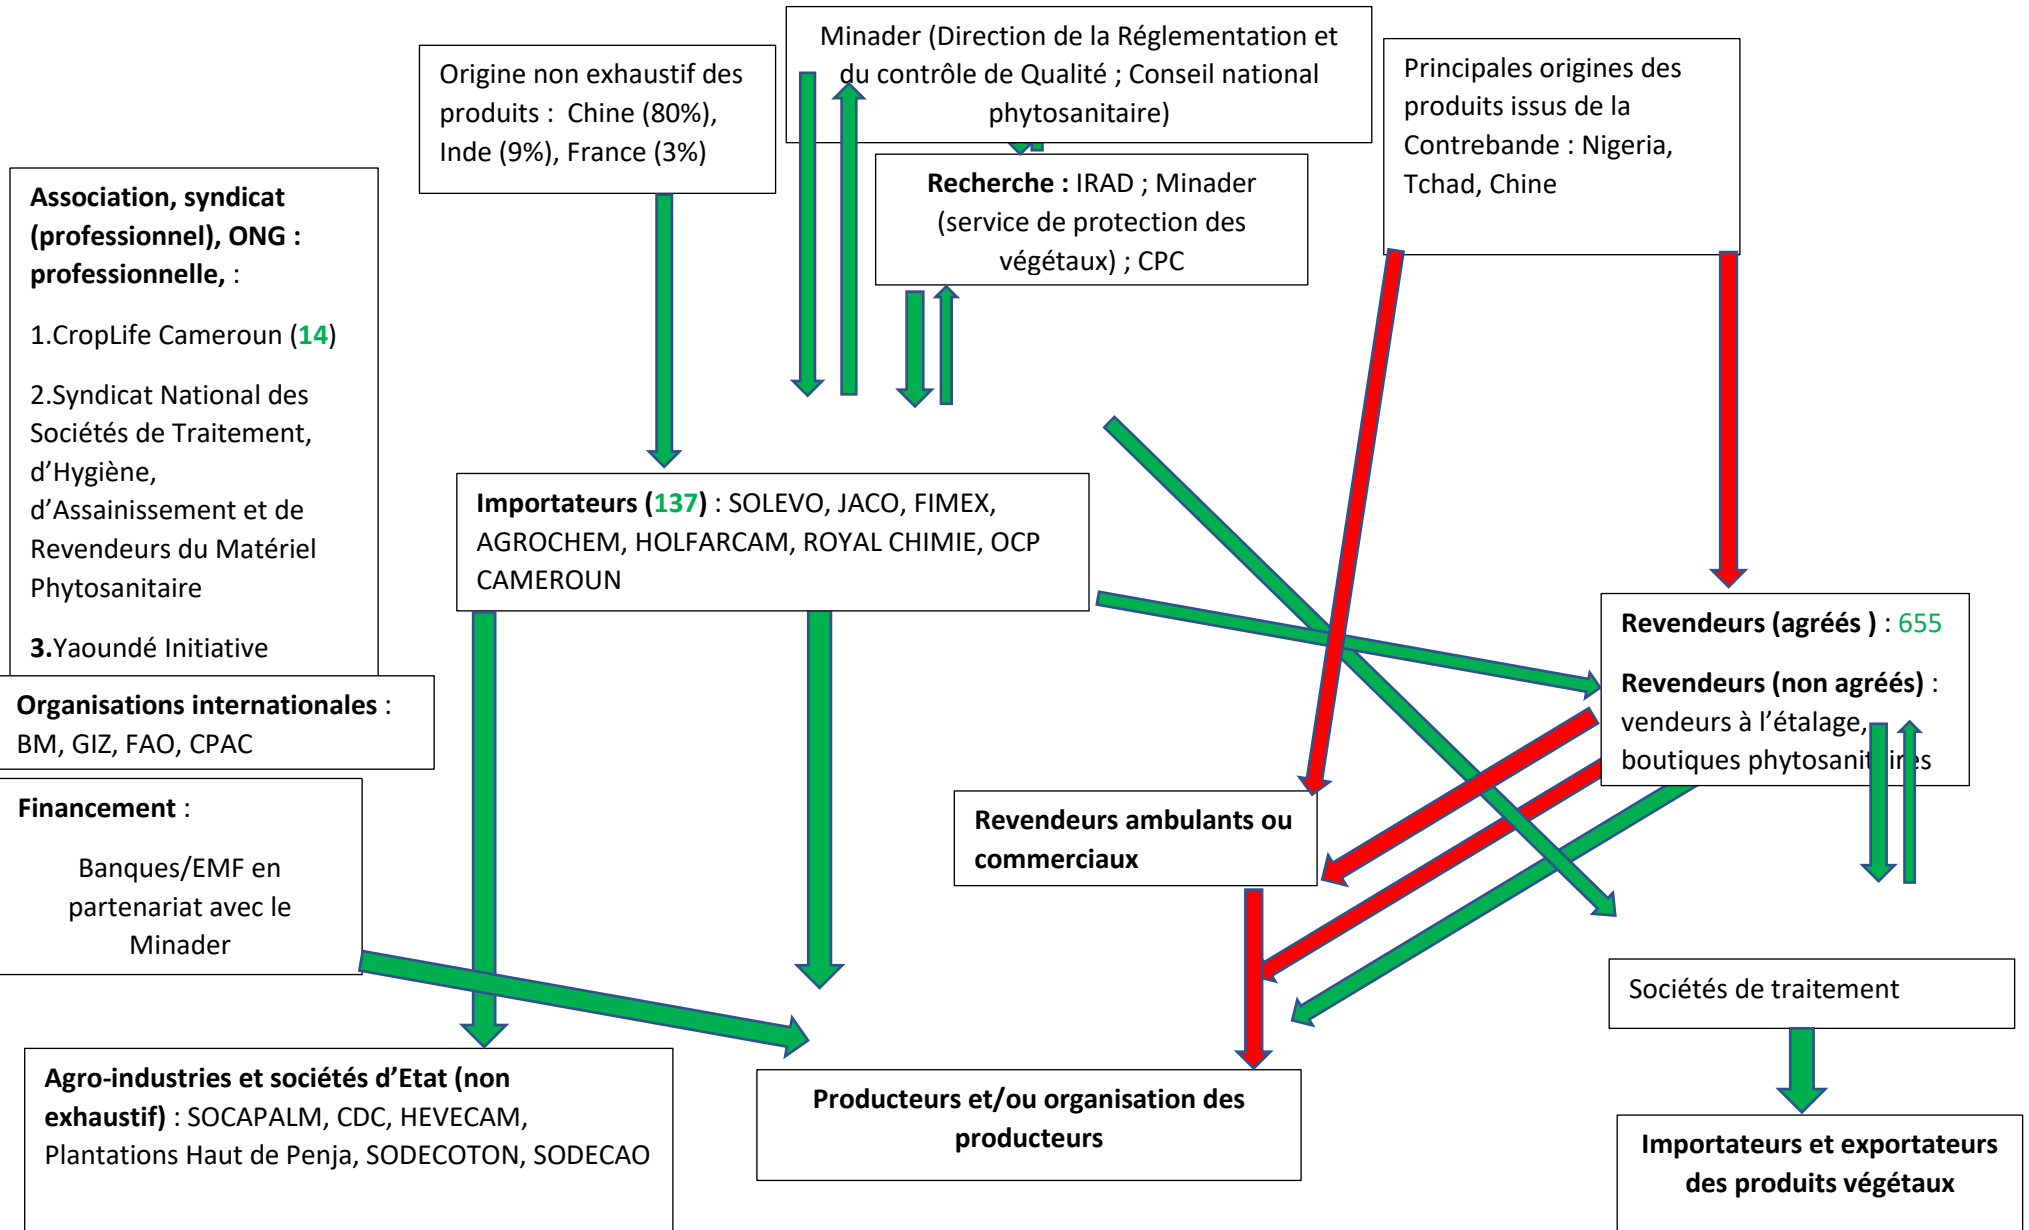 Minader (Direction de la Réglementation et
du contrôle de Qualité ; Conseil national
phytosanitaire)
Origine non exhaustif des
produits : Chine (80%),
Inde (9%), France (3%)
Principales origines des
produits issus de la
Contrebande : Nigeria,
Tchad, Chine
Recherche : IRAD ; Minader
(service de protection des
végétaux) ; CPC
Association, syndicat
(professionnel), ONG :
professionnelle, :
1.CropLife Cameroun (14)
2.Syndicat National des
Sociétés de Traitement,
d’Hygiène,
d’Assainissement et de
Revendeurs du Matériel
Phytosanitaire
3.Yaoundé Initiative
Importateurs (137) : SOLEVO, JACO, FIMEX,
AGROCHEM, HOLFARCAM, ROYAL CHIMIE, OCP
CAMEROUN
Revendeurs (agréés ) : 655
Revendeurs (non agréés) :
vendeurs à l’étalage,
boutiques phytosanitaires
Organisations internationales :
BM, GIZ, FAO, CPAC
Financement :
Banques/EMF en
partenariat avec le
Minader
Revendeurs ambulants ou
commerciaux
Sociétés de traitement
Agro-industries et sociétés d’Etat (non
exhaustif) : SOCAPALM, CDC, HEVECAM,
Plantations Haut de Penja, SODECOTON, SODECAO
Producteurs et/ou organisation des
producteurs
Importateurs et exportateurs
des produits végétaux